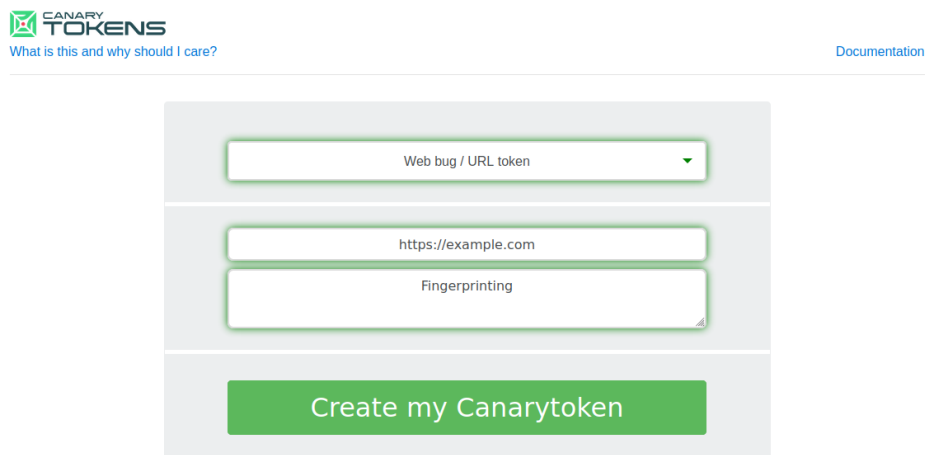 CANARY
TOKENS
What is this and why should I care?
Documentation
Web bug / URL token
https://example.com
Fingerprinting
Create my Canarytoken